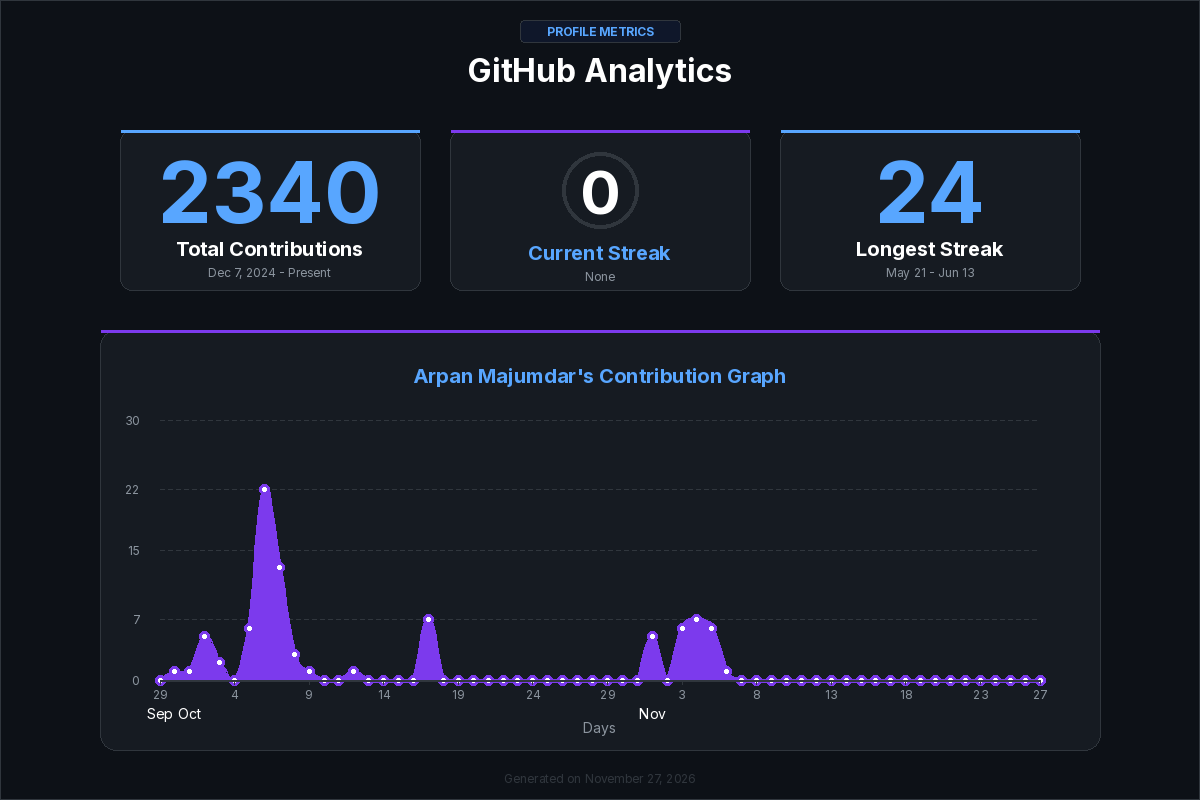 PROFILE METRICS
GitHub Analytics
2340
Total Contributions
Dec 7, 2024 - Present
0
Current Streak
None
24
Longest Streak
May 21 - Jun 13
Arpan Majumdar's Contribution Graph
30
22
15
7
0
29 4 9 14 19 24 29 3 8 13 18 23 27
Sep Oct Nov
Days
Generated on November 27, 2026